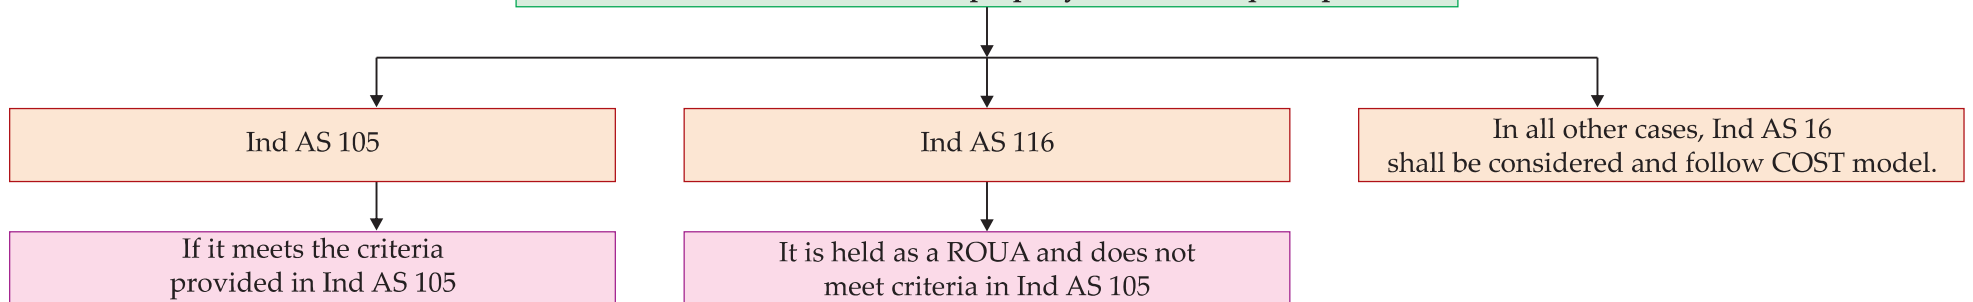 Ind AS 105
Ind AS 116
In all other cases, Ind AS 16
shall be considered and follow COST model.
If it meets the criteria
provided in Ind AS 105
It is held as a ROUA and does not
meet criteria in Ind AS 105